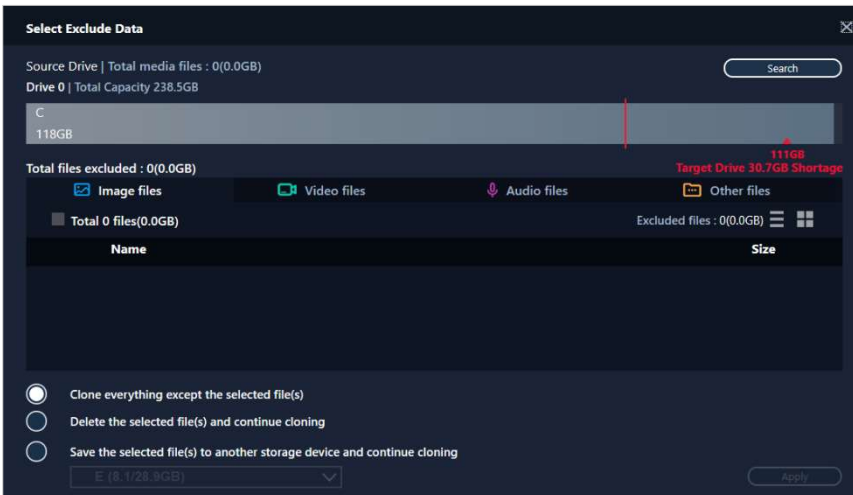 Select Exclude Data
Source Drive | Total media files : 0(0.0GB)
Search
Drive 0 | Total Capacity 238.5GB
C
118GB
111GB
Total files excluded : 0(0.0GB)
Target Drive 30.7GB Shortage
Image files
Video files
Audio files
Other files
Total 0 files(0.0GB)
Excluded files : 0(0.0GB)
Name
Size
Clone everything except the selected file(s)
Delete the selected file(s) and continue cloning
Save the selected file(s) to another storage device and continue cloning
E (8.1/28.9GB)
Apply